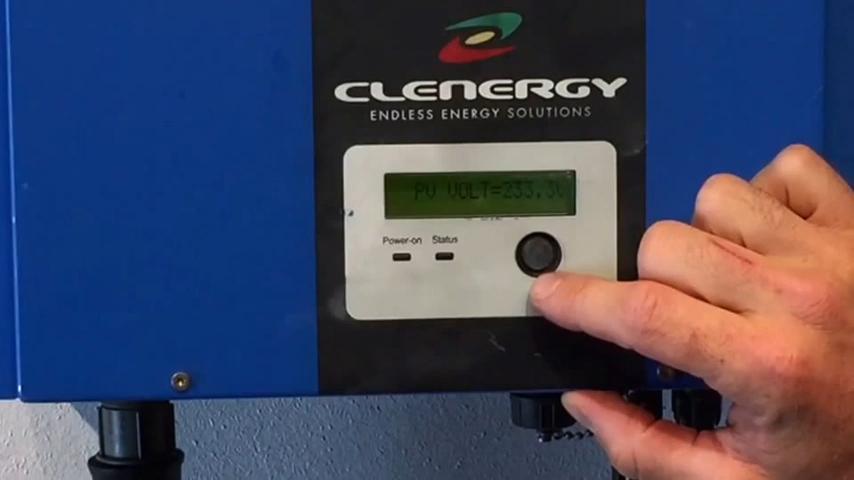 CLENERGY
ENDLESS ENERGY SOLUTIONS
PV VOLT=233.3V
Power-on Status